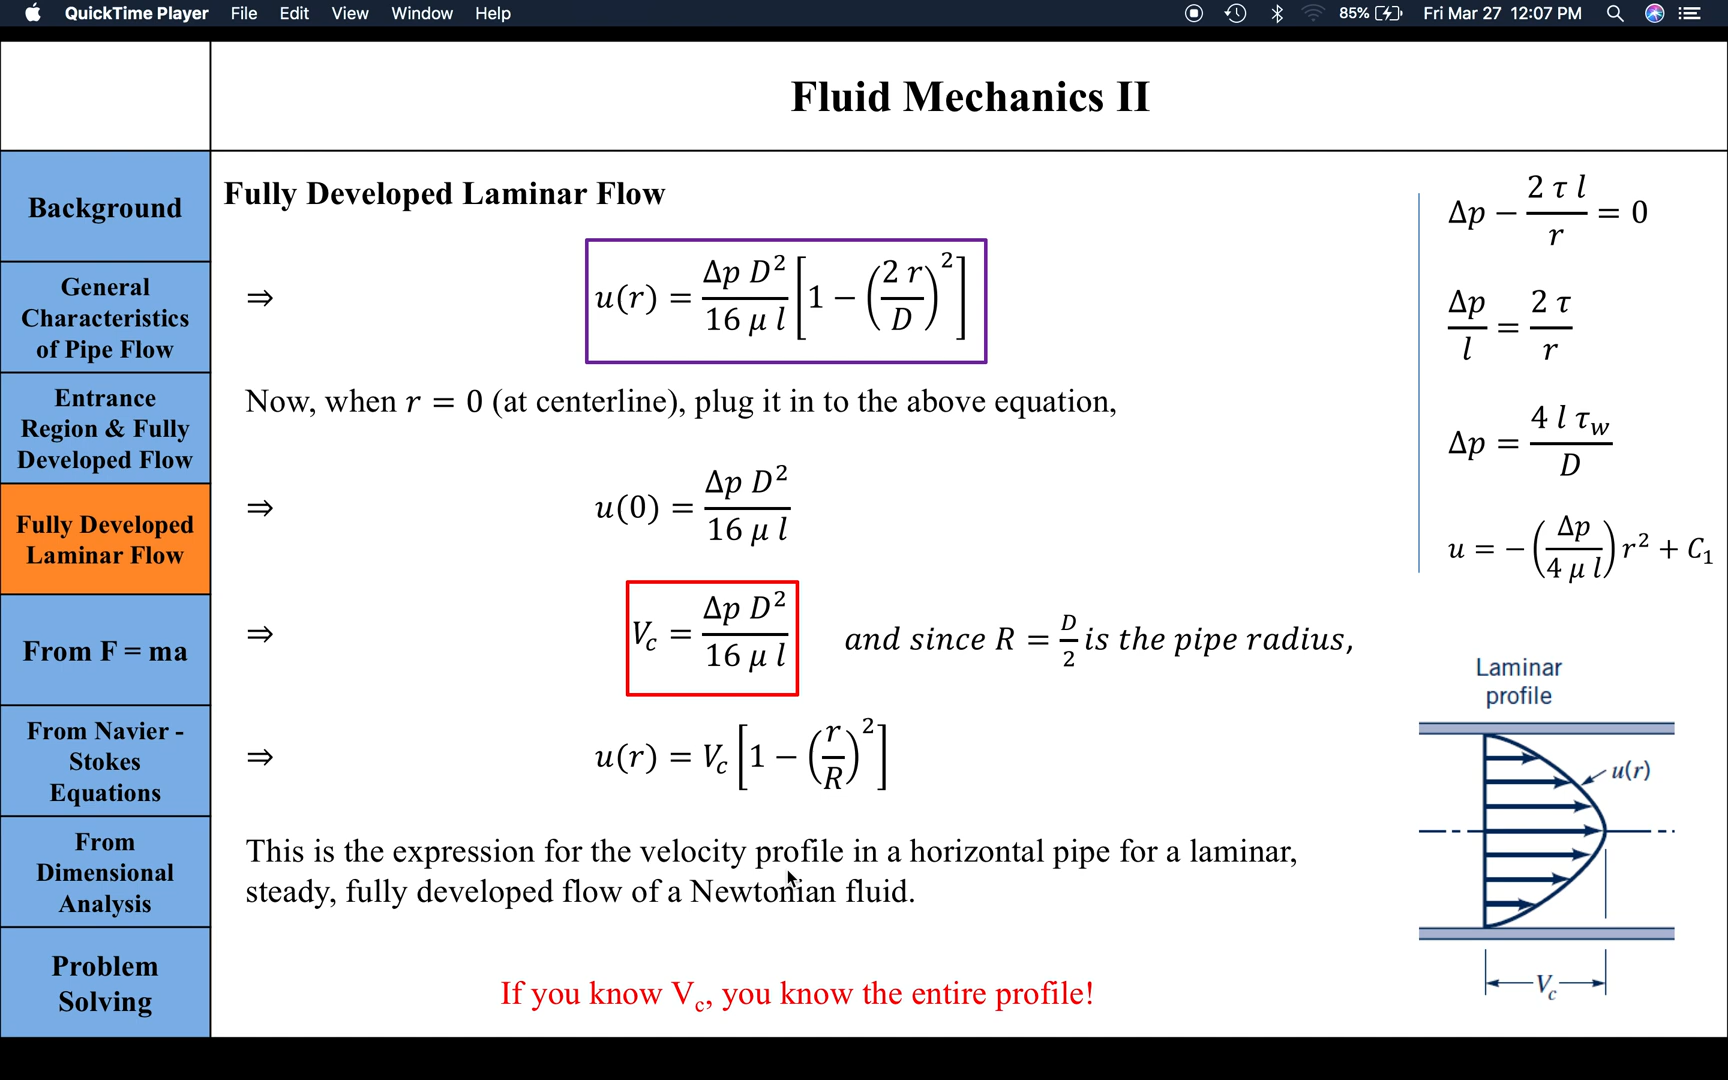 QuickTime Player File Edit View Window Help 85% Fri Mar 27 12:07 PM
Fluid Mechanics II
Background
General
Characteristics
of Pipe Flow
Entrance
Region & Fully
Developed Flow
Fully Developed
Laminar Flow
From F = ma
From Navier -
Stokes
Equations
From
Dimensional
Analysis
Problem
Solving
Fully Developed Laminar Flow
⇒ u(r) = Δp D² / 16 μ l [1 − (2 r / D)²]
Now, when r = 0 (at centerline), plug it in to the above equation,
⇒ u(0) = Δp D² / 16 μ l
⇒ V_c = Δp D² / 16 μ l and since R = D/2 is the pipe radius,
⇒ u(r) = V_c [1 − (r / R)²]
This is the expression for the velocity profile in a horizontal pipe for a laminar,
steady, fully developed flow of a Newtonian fluid.
If you know V_c, you know the entire profile!
Δp − 2 τ l / r = 0
Δp / l = 2 τ / r
Δp = 4 l τ_w / D
u = −(Δp / 4 μ l) r² + C₁
Laminar
profile
u(r)
V_c